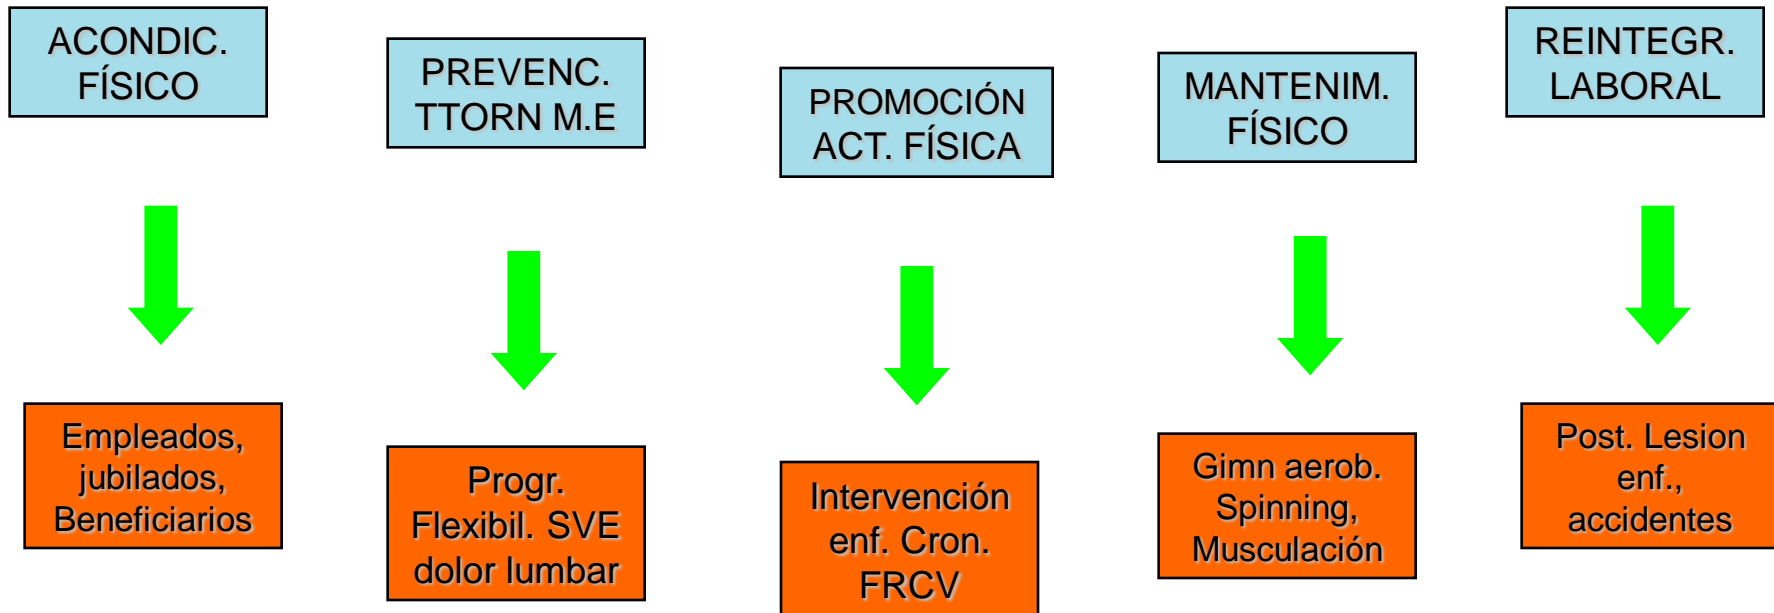 ACONDIC.
FÍSICO
PREVENC.
TTORN M.E
PROMOCIÓN
ACT. FÍSICA
MANTENIM.
FÍSICO
REINTEGR.
LABORAL
Empleados,
jubilados,
Beneficiarios
Progr.
Flexibil. SVE
dolor lumbar
Intervención
enf. Cron.
FRCV
Gimn aerob.
Spinning,
Musculación
Post. Lesion
enf.,
accidentes